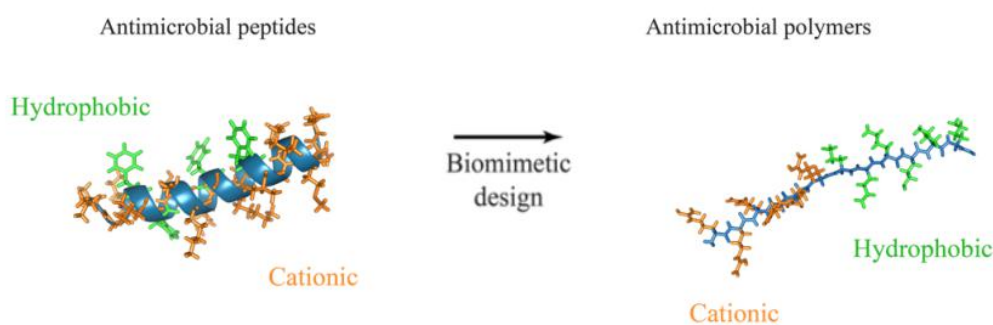 Antimicrobial peptides
Antimicrobial polymers
Hydrophobic
Biomimetic
design
Hydrophobic
Cationic
Cationic